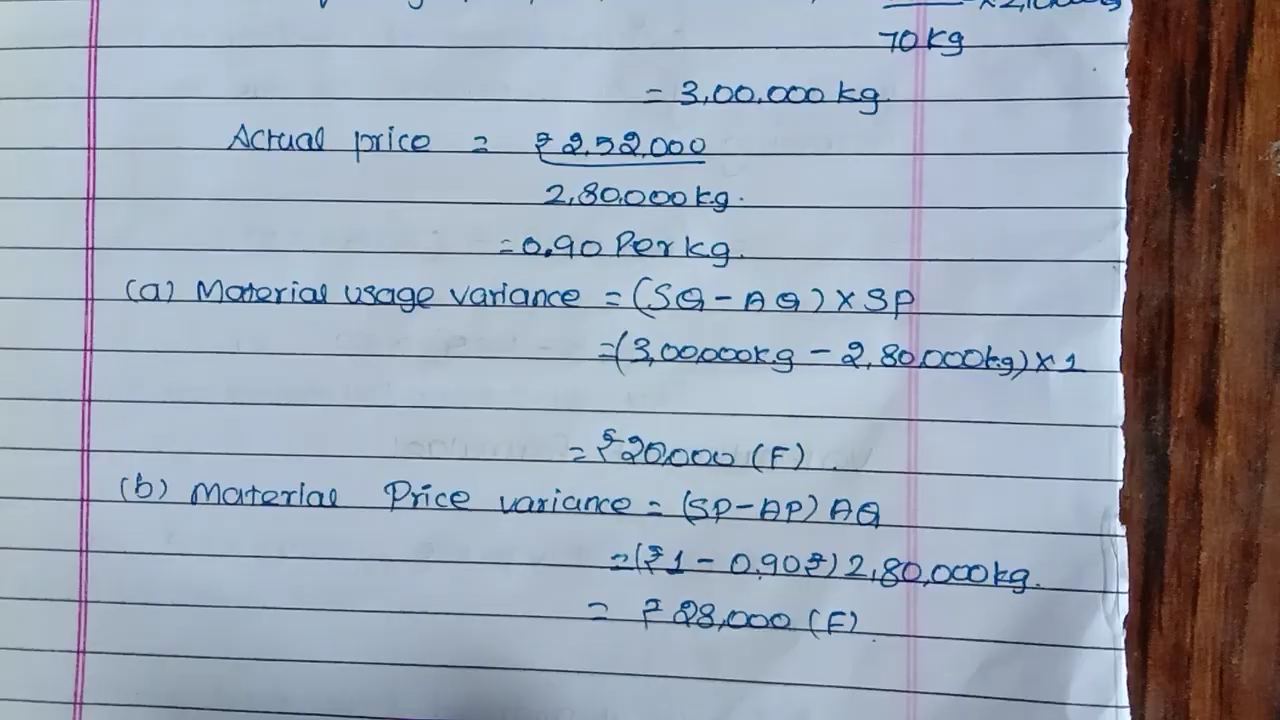 70 kg
= 3,00,000 kg
Actual price = ₹ 2,52,000
2,80,000 kg.
= 0.90 Per kg.
(a) Material usage variance = (SQ - AQ) × SP
= (3,00,000kg - 2,80,000kg) × 1
= ₹20,000 (F)
(b) Material Price variance = (SP-AP) AQ
= (₹1 - 0.90₹) 2,80,000kg.
= ₹ 28,000 (F)